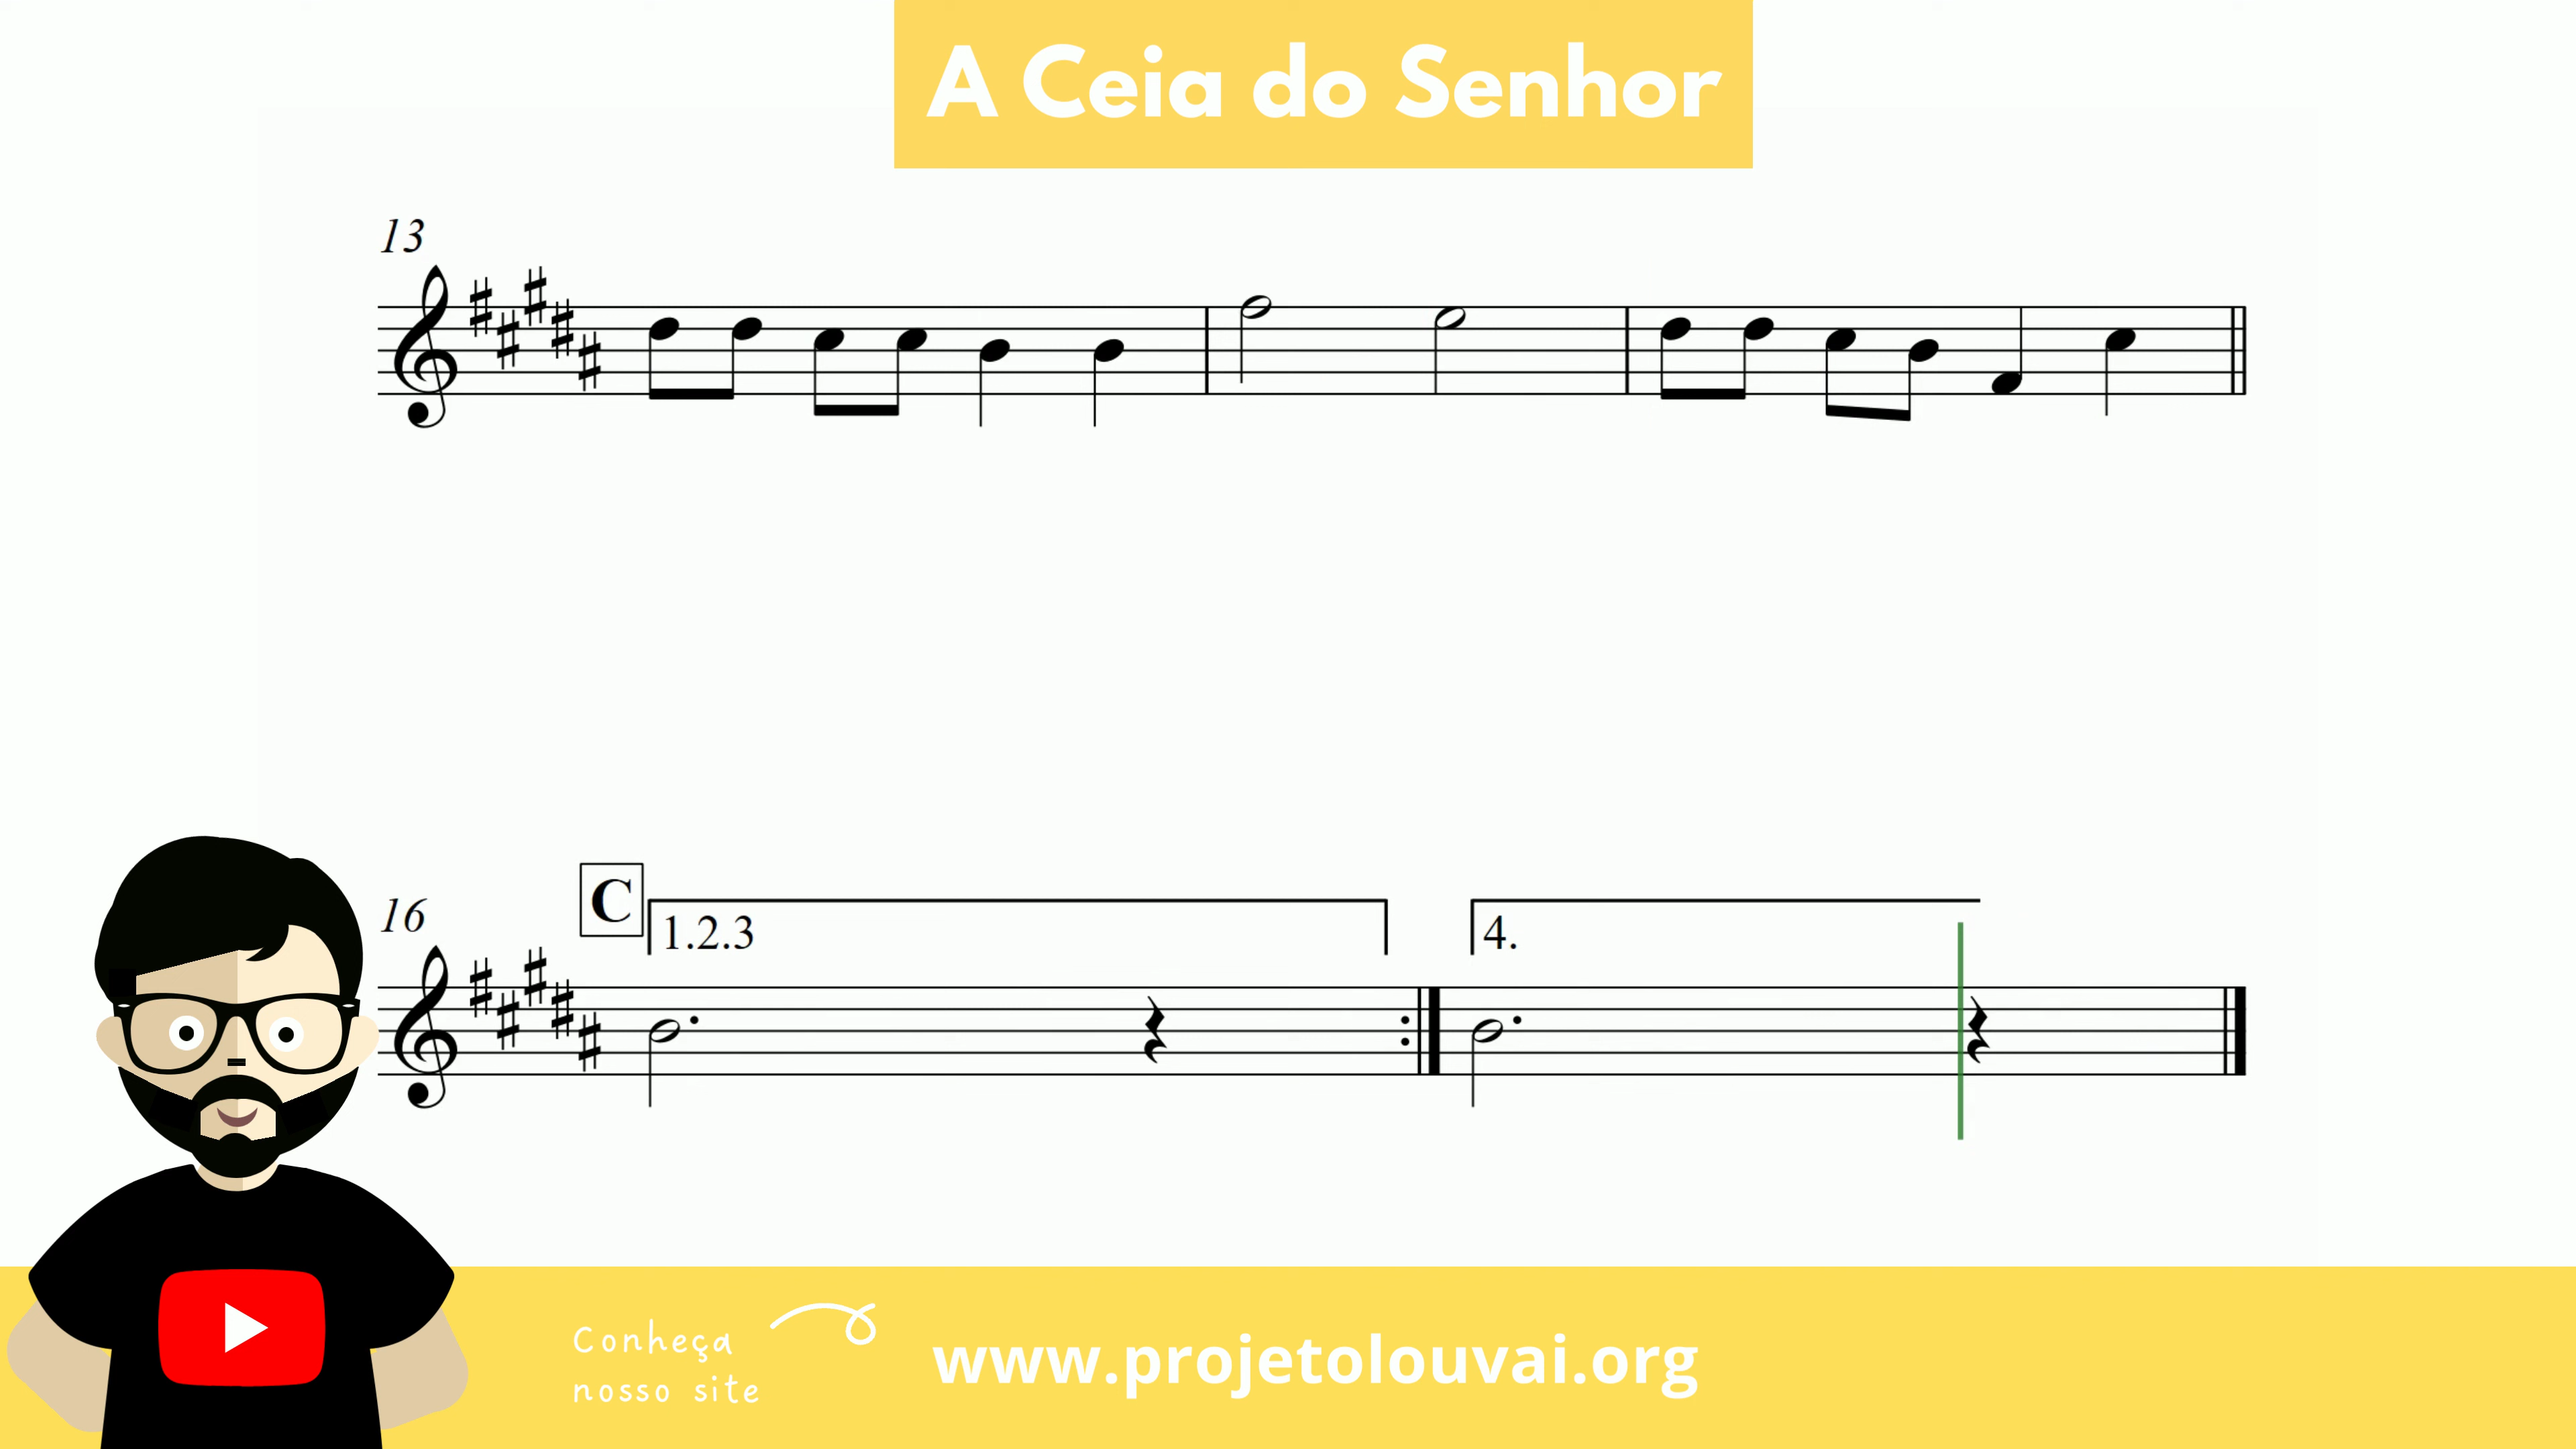 A Ceia do Senhor
13
16
C
1.2.3
4.
Conheça
nosso site
www.projetolouvai.org